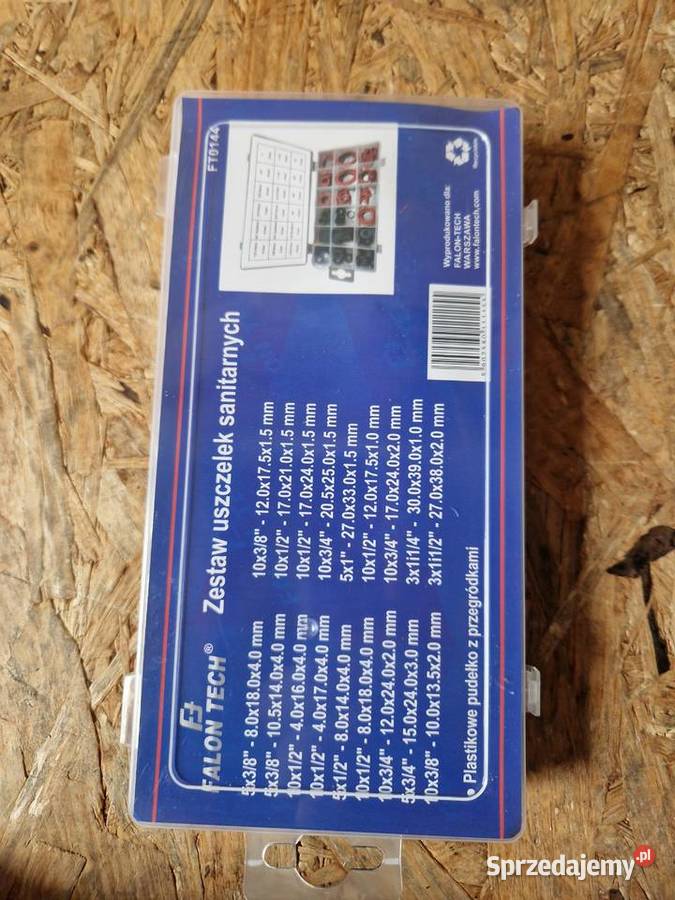 FALON TECH®
Zestaw uszczelek sanitarnych
FT0144
5x3/8" - 8.0x18.0x4.0 mm
5x3/8" - 10.5x14.0x4.0 mm
10x1/2" - 4.0x16.0x4.0 mm
10x1/2" - 4.0x17.0x4.0 mm
5x1/2" - 8.0x14.0x4.0 mm
10x1/2" - 8.0x18.0x4.0 mm
10x3/4" - 12.0x24.0x2.0 mm
5x3/4" - 15.0x24.0x3.0 mm
10x3/8" - 10.0x13.5x2.0 mm
10x3/8" - 12.0x17.5x1.5 mm
10x1/2" - 17.0x21.0x1.5 mm
10x1/2" - 17.0x24.0x1.5 mm
10x3/4" - 20.5x25.0x1.5 mm
5x1" - 27.0x33.0x1.5 mm
10x1/2" - 12.0x17.5x1.0 mm
10x3/4" - 17.0x24.0x2.0 mm
3x1i1/4" - 30.0x39.0x1.0 mm
3x1i1/2" - 27.0x38.0x2.0 mm
• Plastikowe pudełko z przegródkami
Wyprodukowano dla:
FALON-TECH
WARSZAWA
www.falontech.com
Sprzedajemy.pl